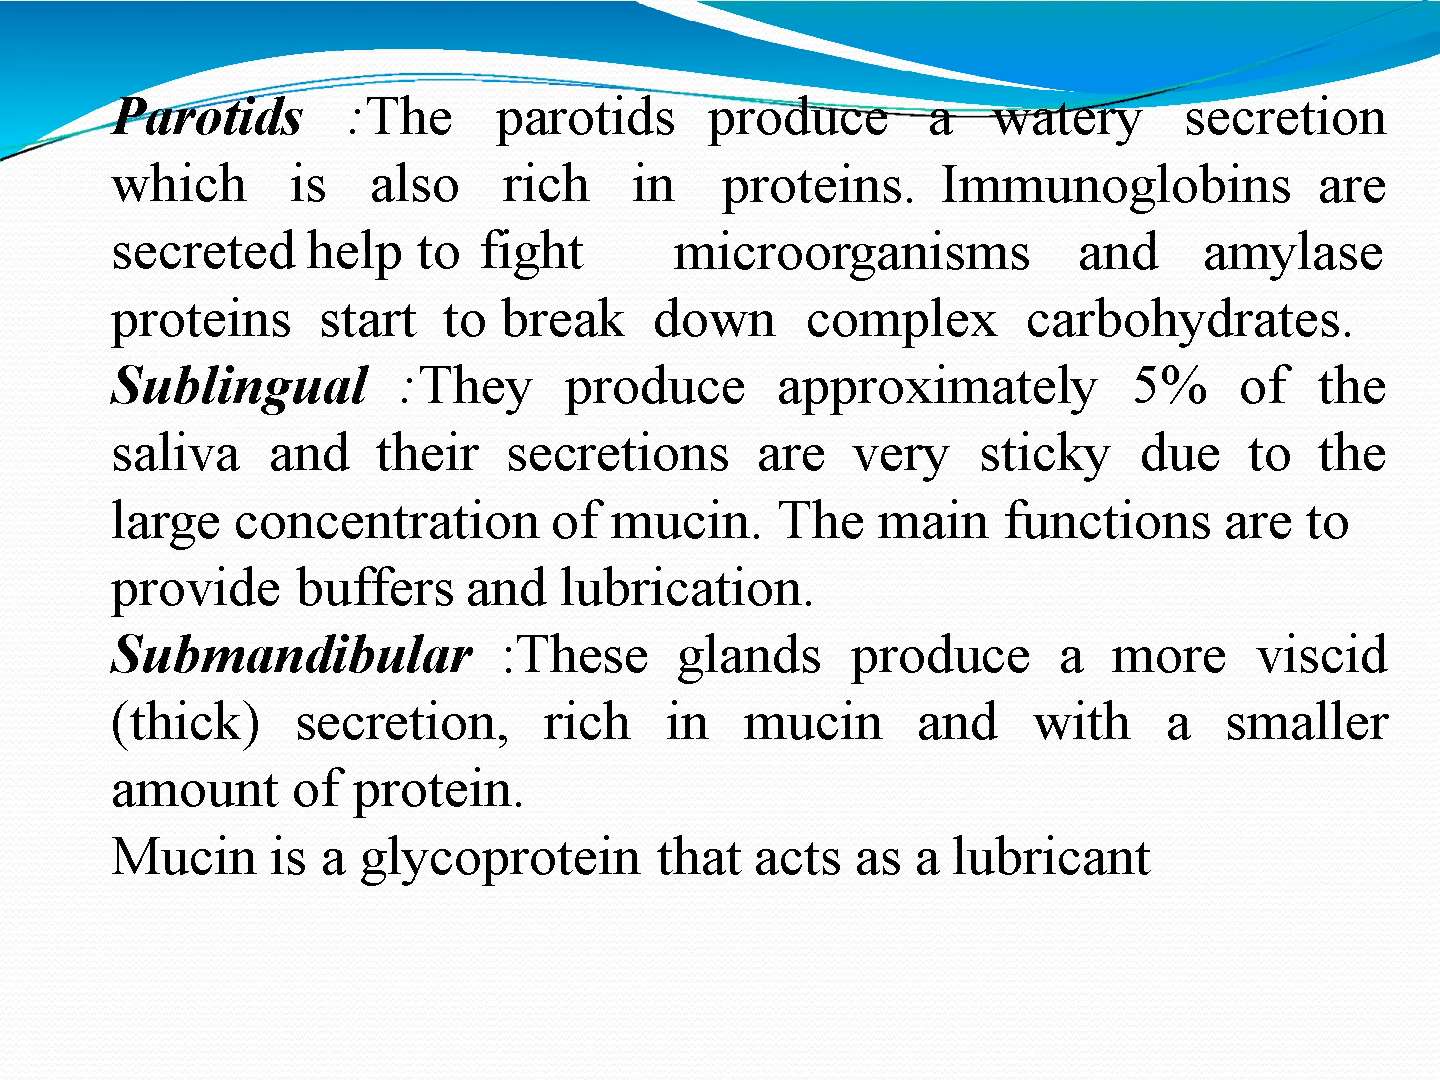 Parotids :The parotids produce a watery secretion
which is also rich in proteins. Immunoglobins are
secreted help to fight microorganisms and amylase
proteins start to break down complex carbohydrates.
Sublingual :They produce approximately 5% of the
saliva and their secretions are very sticky due to the
large concentration of mucin. The main functions are to
provide buffers and lubrication.
Submandibular :These glands produce a more viscid
(thick) secretion, rich in mucin and with a smaller
amount of protein.
Mucin is a glycoprotein that acts as a lubricant